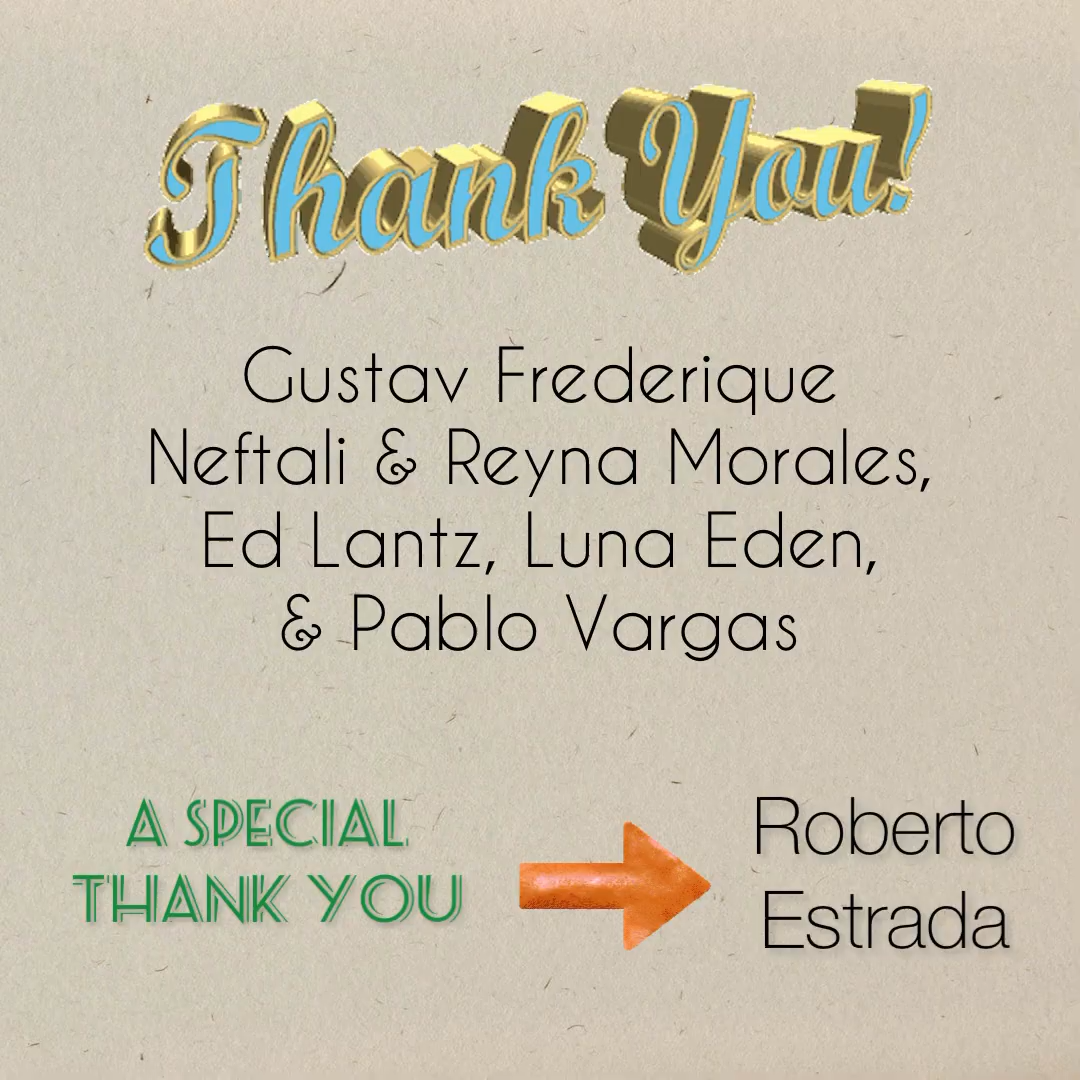 Thank You!
Gustav Frederique
Neftali & Reyna Morales,
Ed Lantz, Luna Eden,
& Pablo Vargas
A SPECIAL
THANK YOU
Roberto
Estrada